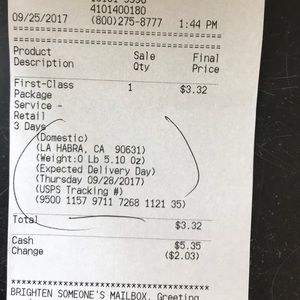 4101400180
09/25/2017 (800)275-8777 1:44 PM
Product Sale Final
Description Qty Price
First-Class 1 $3.32
Package
Service -
Retail
3 Days
(Domestic)
(LA HABRA, CA 90631)
(Weight:0 Lb 5.10 Oz)
(Expected Delivery Day)
(Thursday 09/28/2017)
(USPS Tracking #)
(9500 1157 9711 7268 1121 35)
Total $3.32
Cash $5.35
Change ($2.03)
BRIGHTEN SOMEONE'S MAILBOX. Greeting